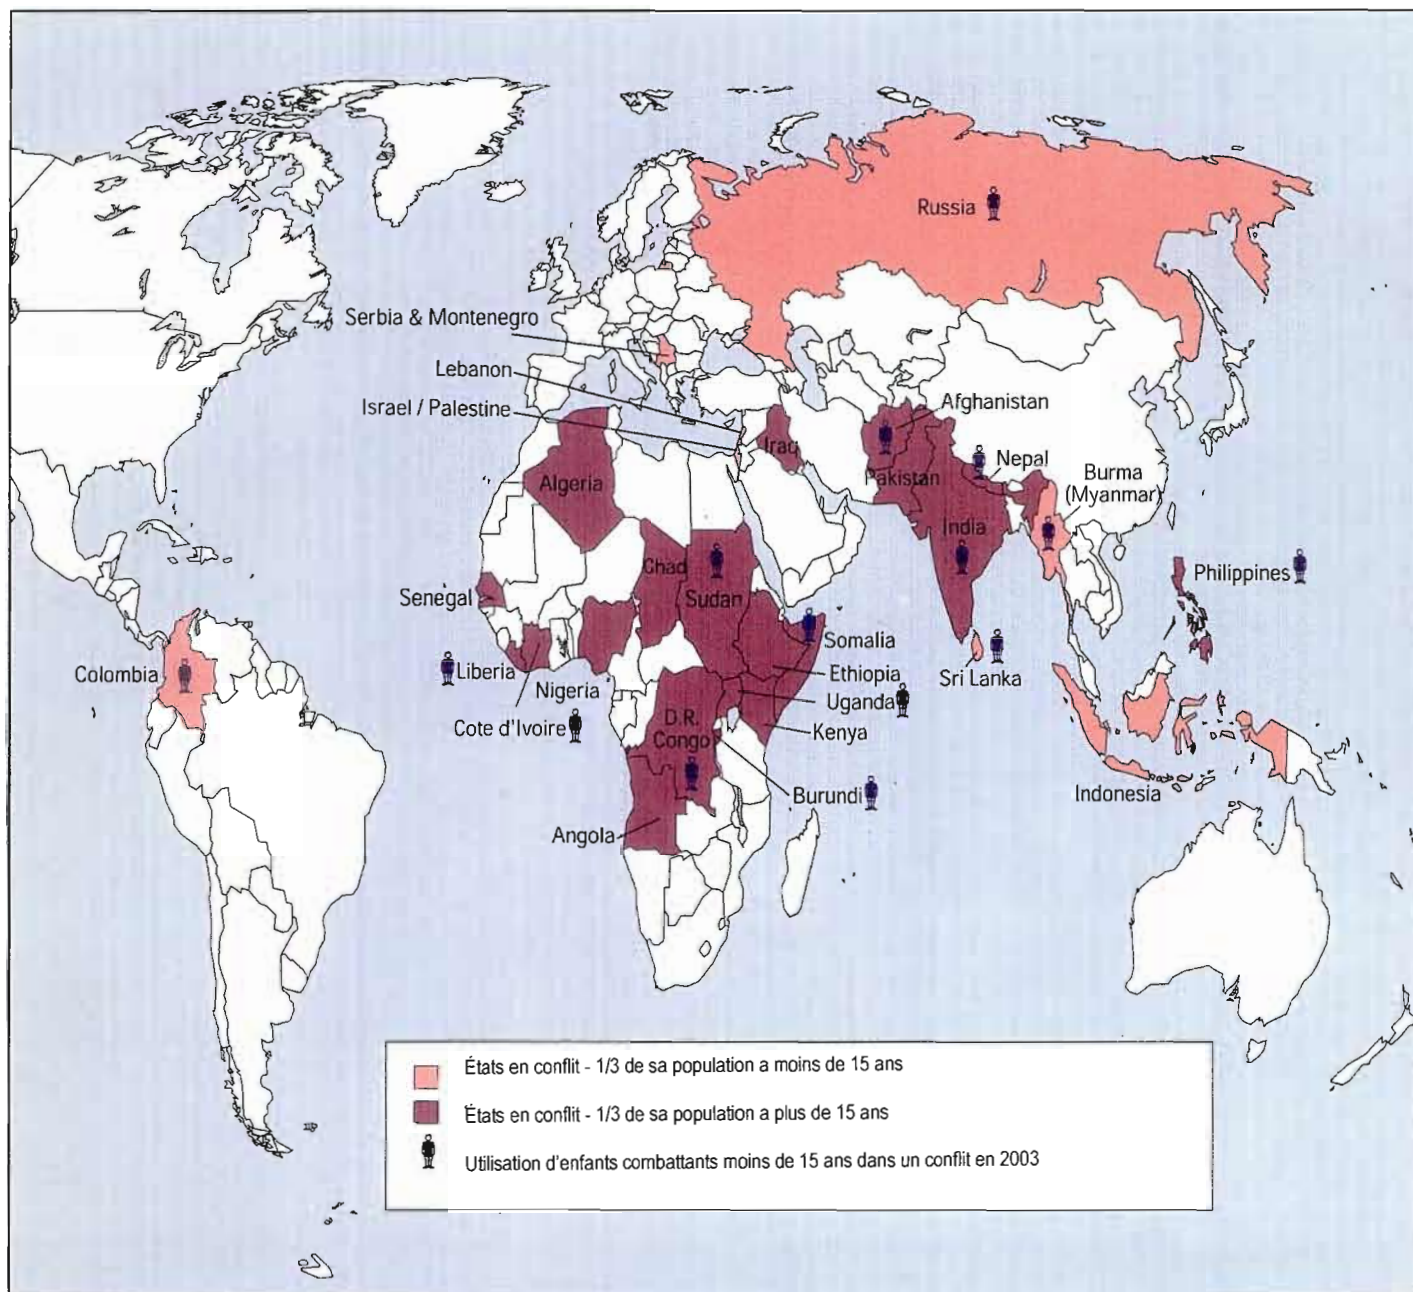 Russia
Serbia & Montenegro
Lebanon
Israel / Palestine
Afghanistan
Iraq
Nepal
Pakistan
Burma
(Myanmar)
Algeria
India
Chad
Philippines
Senegal
Sudan
Somalia
Colombia
Liberia
Ethiopia
Sri Lanka
Nigeria
Uganda
Cote d'Ivoire
D.R.
Congo
Kenya
Burundi
Indonesia
Angola
États en conflit - 1/3 de sa population a moins de 15 ans
États en conflit - 1/3 de sa population a plus de 15 ans
Utilisation d'enfants combattants moins de 15 ans dans un conflit en 2003